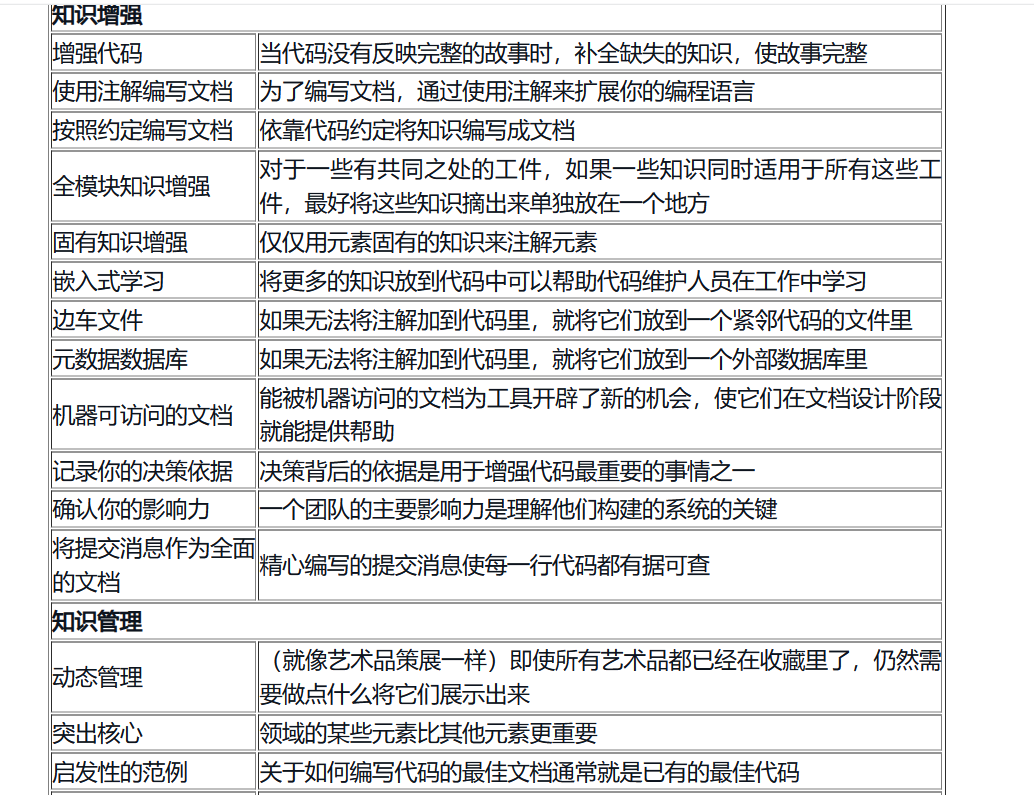 知识增强
增强代码
当代码没有反映完整的故事时，补全缺失的知识，使故事完整
使用注解编写文档
为了编写文档，通过使用注解来扩展你的编程语言
按照约定编写文档
依靠代码约定将知识编写成文档
全模块知识增强
对于一些有共同之处的工件，如果一些知识同时适用于所有这些工
件，最好将这些知识摘出来单独放在一个地方
固有知识增强
仅仅用元素固有的知识来注解元素
嵌入式学习
将更多的知识放到代码中可以帮助代码维护人员在工作中学习
边车文件
如果无法将注解加到代码里，就将它们放到一个紧邻代码的文件里
元数据数据库
如果无法将注解加到代码里，就将它们放到一个外部数据库里
机器可访问的文档
能被机器访问的文档为工具开辟了新的机会，使它们在文档设计阶段
就能提供帮助
记录你的决策依据
决策背后的依据是用于增强代码最重要的事情之一
确认你的影响力
一个团队的主要影响力是理解他们构建的系统的关键
将提交消息作为全面
的文档
精心编写的提交消息使每一行代码都有据可查
知识管理
动态管理
（就像艺术品策展一样）即使所有艺术品都已经在收藏里了，仍然需
要做点什么将它们展示出来
突出核心
领域的某些元素比其他元素更重要
启发性的范例
关于如何编写代码的最佳文档通常就是已有的最佳代码